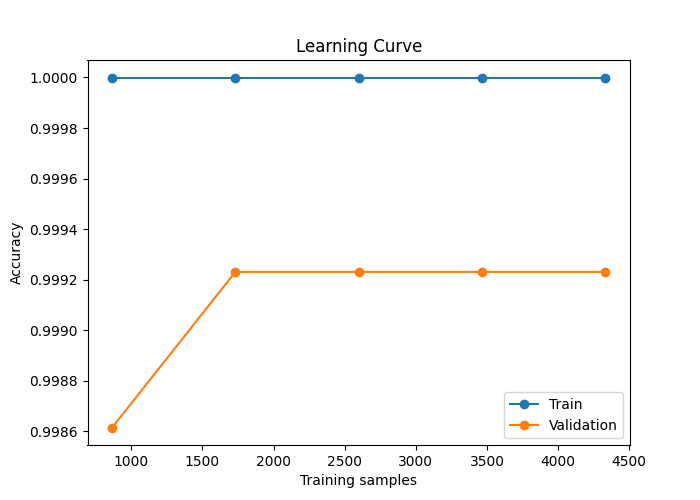 Learning Curve
1.0000
0.9998
0.9996
0.9994
0.9992
0.9990
0.9988
0.9986
Accuracy
Train
Validation
1000 1500 2000 2500 3000 3500 4000 4500
Training samples